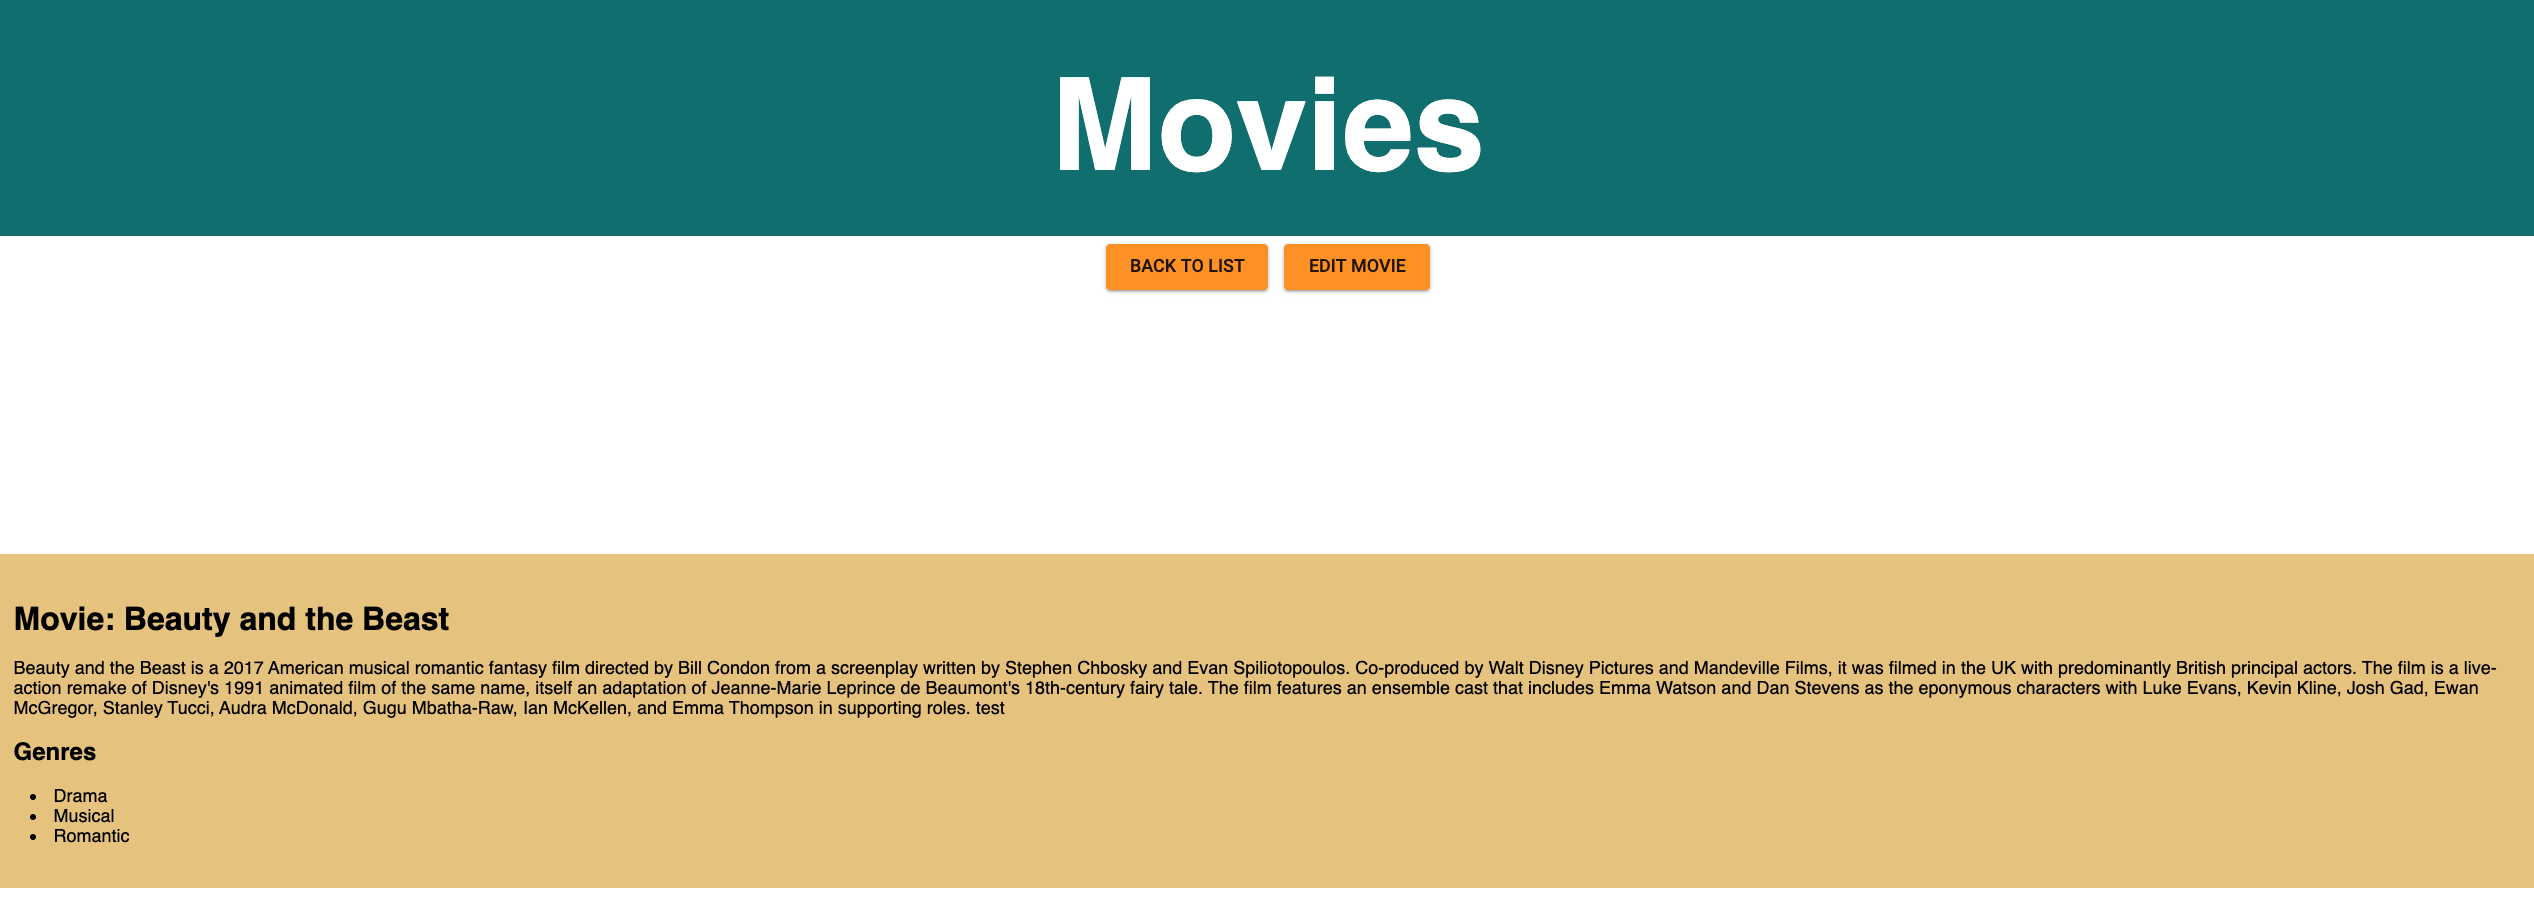 Movies
BACK TO LIST EDIT MOVIE
Movie: Beauty and the Beast
Beauty and the Beast is a 2017 American musical romantic fantasy film directed by Bill Condon from a screenplay written by Stephen Chbosky and Evan Spiliotopoulos. Co-produced by Walt Disney Pictures and Mandeville Films, it was filmed in the UK with predominantly British principal actors. The film is a live-
action remake of Disney's 1991 animated film of the same name, itself an adaptation of Jeanne-Marie Leprince de Beaumont's 18th-century fairy tale. The film features an ensemble cast that includes Emma Watson and Dan Stevens as the eponymous characters with Luke Evans, Kevin Kline, Josh Gad, Ewan
McGregor, Stanley Tucci, Audra McDonald, Gugu Mbatha-Raw, Ian McKellen, and Emma Thompson in supporting roles. test
Genres
• Drama
• Musical
• Romantic